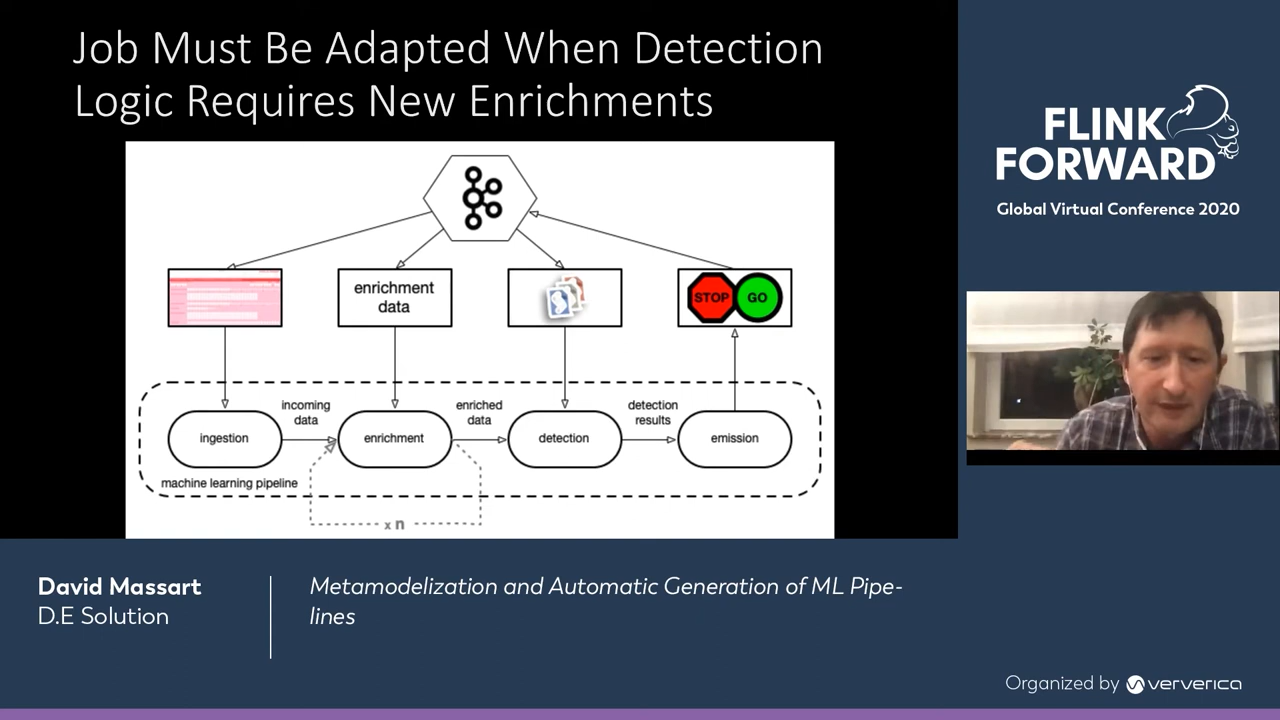 Job Must Be Adapted When Detection
Logic Requires New Enrichments
enrichment
data
STOP
GO
incoming
data
enriched
data
detection
results
ingestion
enrichment
detection
emission
machine learning pipeline
x n
FLINK
FORWARD
Global Virtual Conference 2020
David Massart
D.E Solution
Metamodelization and Automatic Generation of ML Pipe-
lines
Organized by ververica